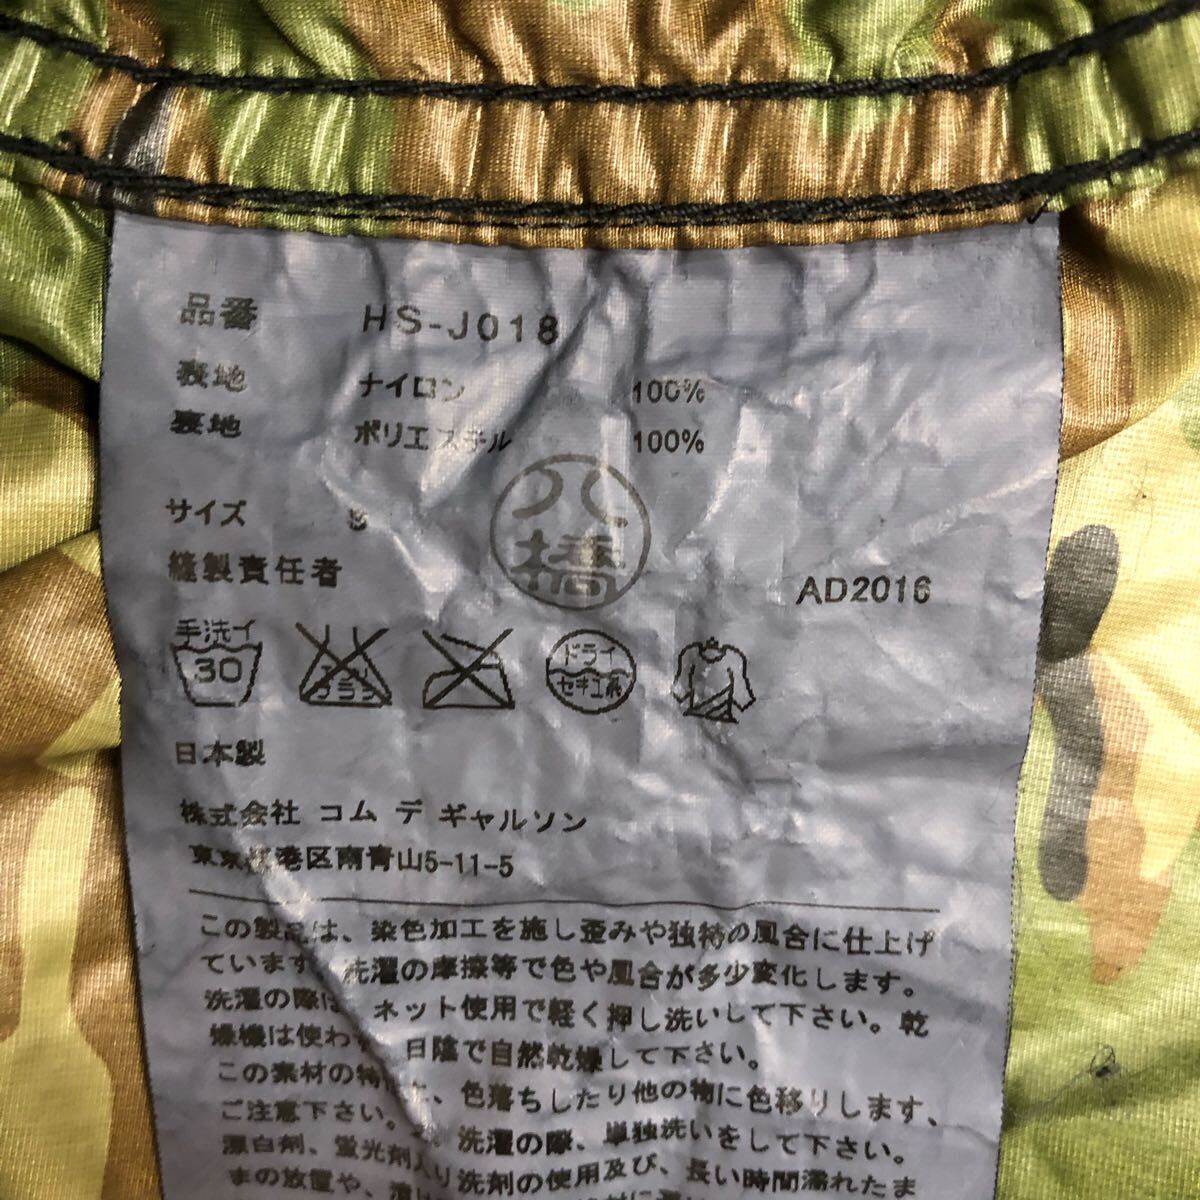 品番 HS-J018
表地 ナイロン 100%
裏地 ポリエステル 100%
サイズ S
八橋
縫製責任者
AD2016
手洗イ
30
エンソ
サラシ
ドライ
セキユ系
日本製
株式会社 コム デ ギャルソン
東京都港区南青山5-11-5
この製品は、染色加工を施し歪みや独特の風合に仕上げ
ています 洗濯の摩擦等で色や風合が多少変化します。
洗濯の際は ネット使用で軽く押し洗いして下さい。乾
燥機は使わ 日陰で自然乾燥して下さい。
この素材の特 、色落ちしたり他の物に色移りします、
ご注意下さい。 洗濯の際、単独洗いをして下さい。
漂白剤、蛍光剤入り洗剤の使用及び、長い時間濡れたま
まの放置や、